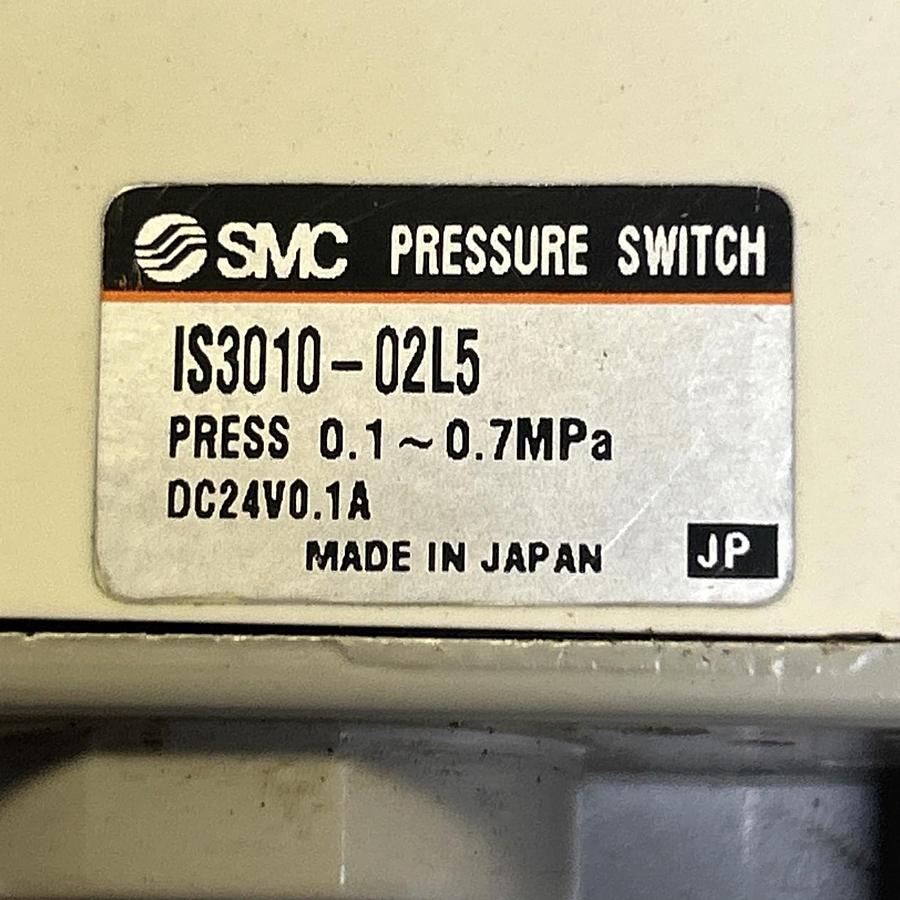 SMC PRESSURE SWITCH
IS3010-02L5
PRESS 0.1~0.7MPa
DC24V0.1A
MADE IN JAPAN JP